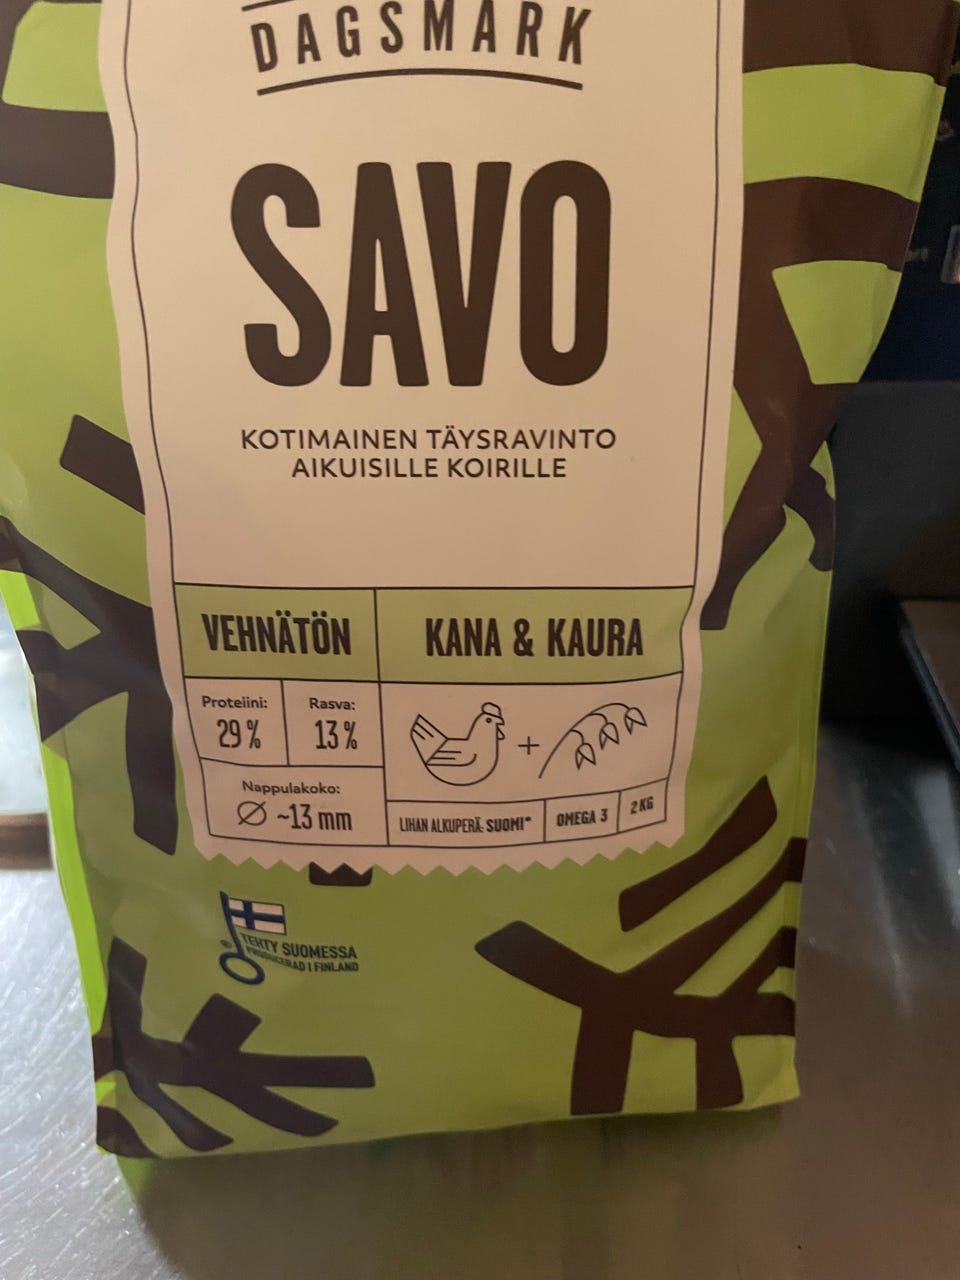 DAGSMARK
SAVO
KOTIMAINEN TÄYSRAVINTO
AIKUISILLE KOIRILLE
VEHNÄTÖN
KANA & KAURA
Proteiini:
29 %
Rasva:
13 %
Nappulakoko:
Ø ~13 mm
LIHAN ALKUPERÄ: SUOMI*
OMEGA 3
2 KG
TEHTY SUOMESSA
PRODUCERAD I FINLAND